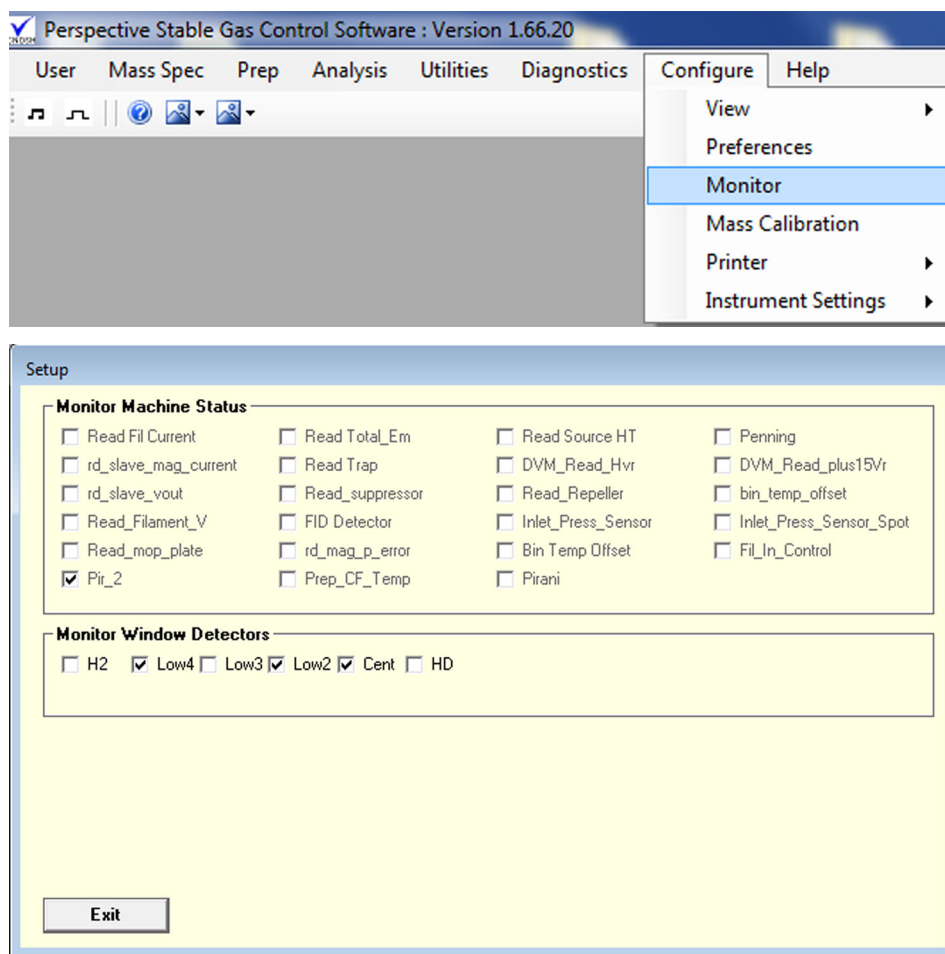 Perspective Stable Gas Control Software : Version 1.66.20
User Mass Spec Prep Analysis Utilities Diagnostics Configure Help
View
Preferences
Monitor
Mass Calibration
Printer
Instrument Settings
Setup
Monitor Machine Status
Read Fil Current Read Total_Em Read Source HT Penning
rd_slave_mag_current Read Trap DVM_Read_Hvr DVM_Read_plus15Vr
rd_slave_vout Read_suppressor Read_Repeller bin_temp_offset
Read_Filament_V FID Detector Inlet_Press_Sensor Inlet_Press_Sensor_Spot
Read_mop_plate rd_mag_p_error Bin Temp Offset Fil_In_Control
Pir_2 Prep_CF_Temp Pirani
Monitor Window Detectors
H2 Low4 Low3 Low2 Cent HD
Exit